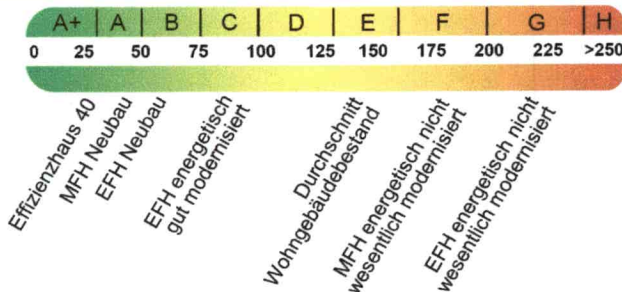 A+ A B C D E F G H
0 25 50 75 100 125 150 175 200 225 >250
Effizienzhaus 40
MFH Neubau
EFH Neubau
EFH energetisch
gut modernisiert
Durchschnitt
Wohngebäudebestand
MFH energetisch nicht
wesentlich modernisiert
EFH energetisch nicht
wesentlich modernisiert